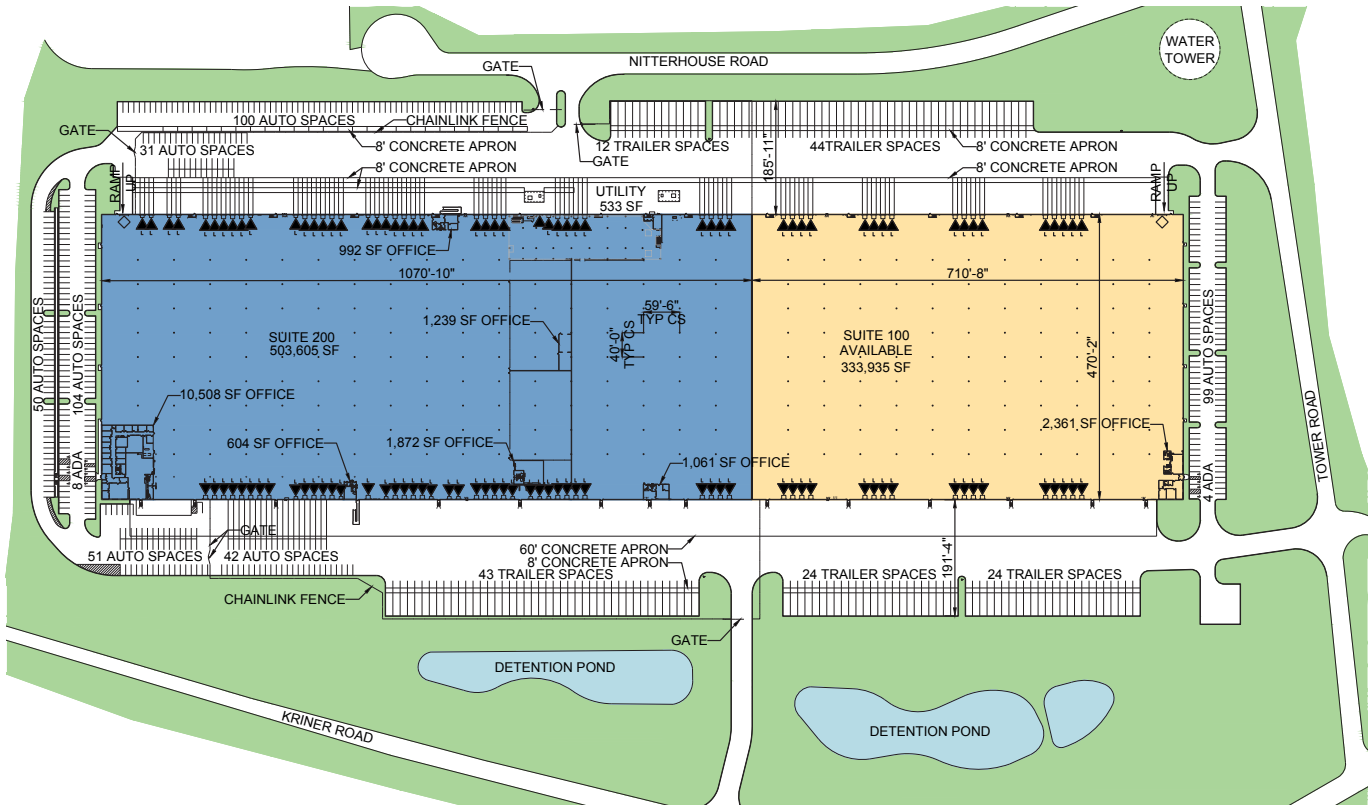 WATER
TOWER
NITTERHOUSE ROAD
GATE
100 AUTO SPACES
CHAINLINK FENCE
GATE
31 AUTO SPACES
8' CONCRETE APRON
12 TRAILER SPACES
GATE
44TRAILER SPACES
8' CONCRETE APRON
185'-11"
8' CONCRETE APRON
8' CONCRETE APRON
RAMP
UP
UTILITY
533 SF
RAMP
UP
992 SF OFFICE
1070'-10"
710'-8"
59'-6"
TYP CS
40'-0"
TYP CS
1,239 SF OFFICE
SUITE 200
503,605 SF
SUITE 100
AVAILABLE
333,935 SF
470'-2"
50 AUTO SPACES
104 AUTO SPACES
99 AUTO SPACES
10,508 SF OFFICE
604 SF OFFICE
1,872 SF OFFICE
1,061 SF OFFICE
2,361 SF OFFICE
8 ADA
4 ADA
TOWER ROAD
GATE
51 AUTO SPACES
42 AUTO SPACES
60' CONCRETE APRON
8' CONCRETE APRON
43 TRAILER SPACES
24 TRAILER SPACES
191'-4"
24 TRAILER SPACES
CHAINLINK FENCE
GATE
DETENTION POND
KRINER ROAD
DETENTION POND